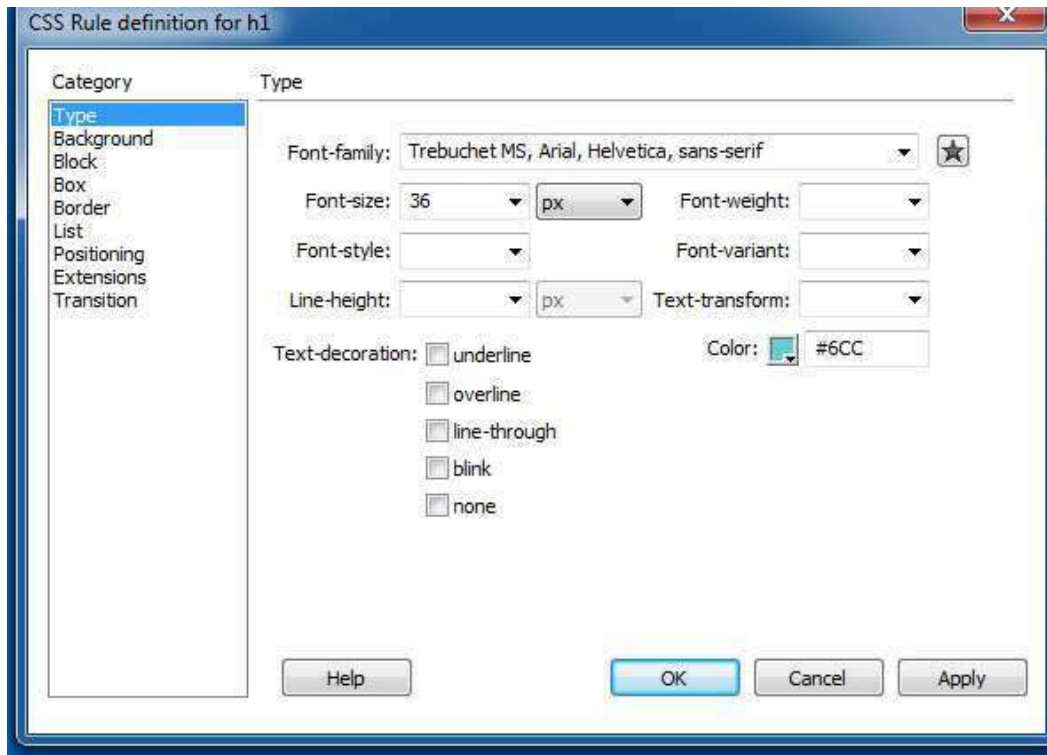 CSS Rule definition for h1
Category
Type
Type
Background
Block
Box
Border
List
Positioning
Extensions
Transition
Font-family: Trebuchet MS, Arial, Helvetica, sans-serif
Font-size: 36 px Font-weight:
Font-style: Font-variant:
Line-height: px Text-transform:
Text-decoration: underline Color: #6CC
overline
line-through
blink
none
Help OK Cancel Apply